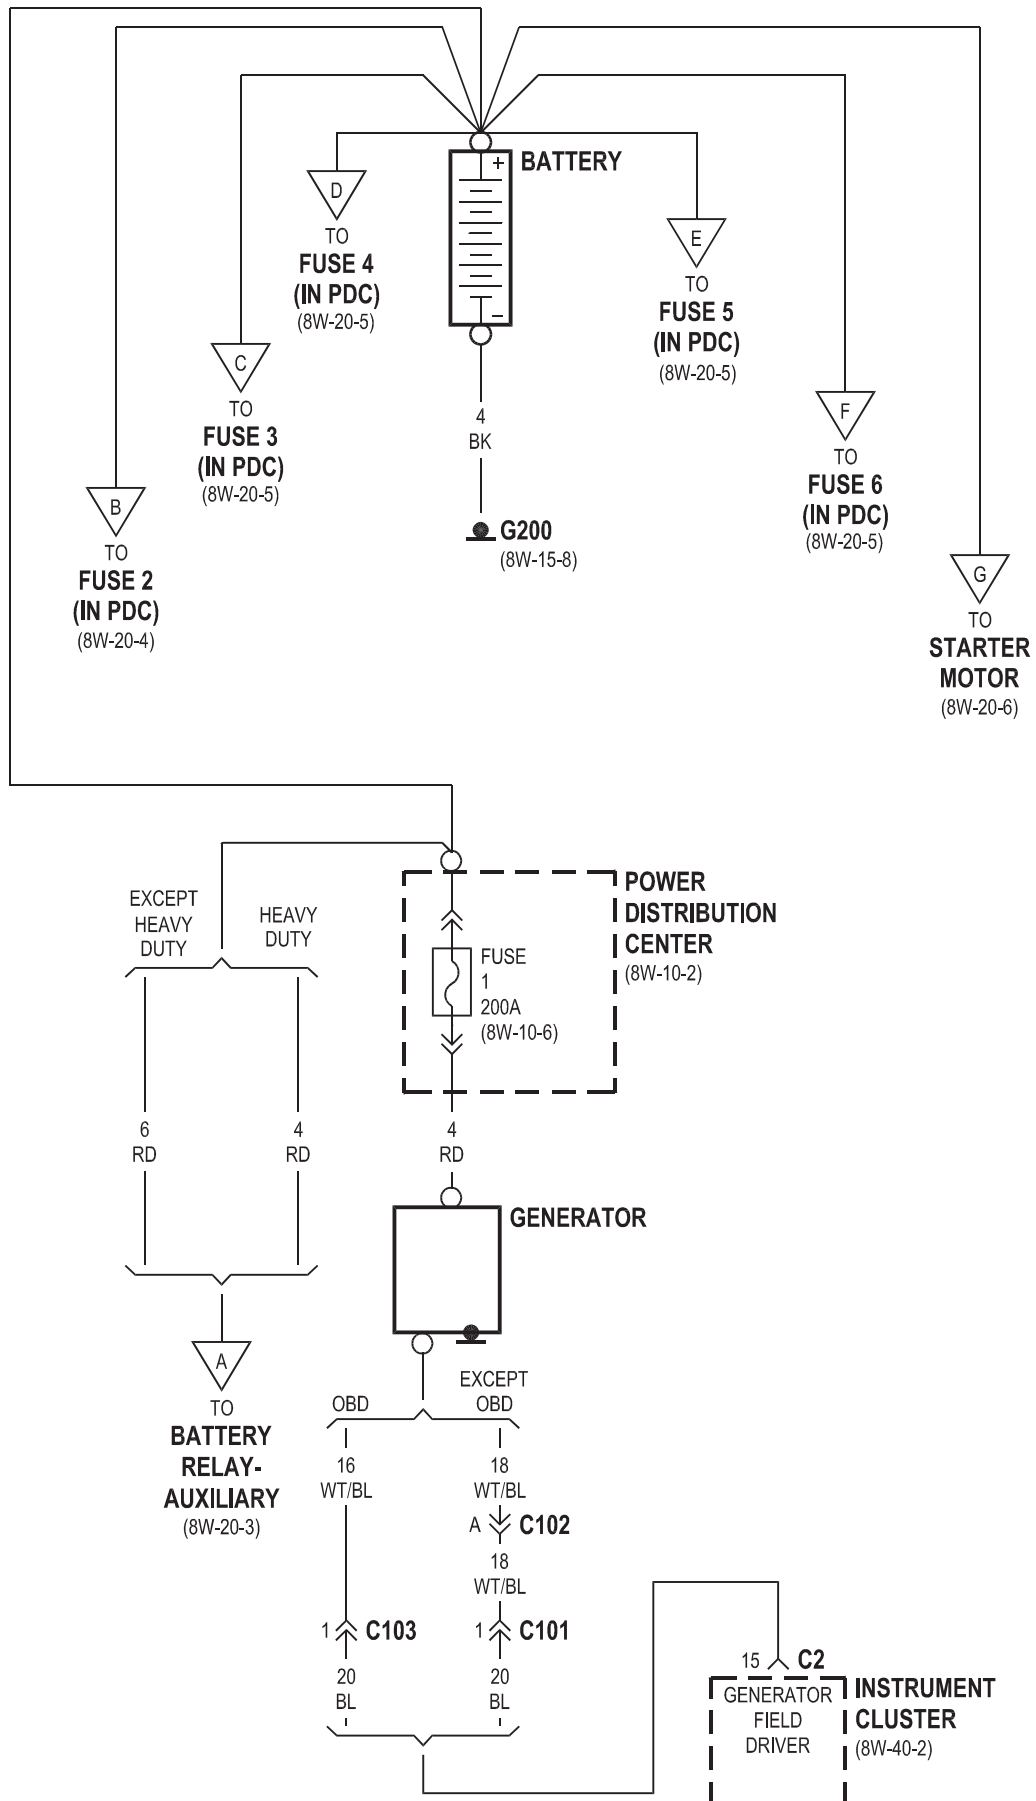 +
BATTERY
−
D
TO
FUSE 4
(IN PDC)
(8W-20-5)
E
TO
FUSE 5
(IN PDC)
(8W-20-5)
C
TO
FUSE 3
(IN PDC)
(8W-20-5)
4
BK
G200
(8W-15-8)
F
TO
FUSE 6
(IN PDC)
(8W-20-5)
B
TO
FUSE 2
(IN PDC)
(8W-20-4)
G
TO
STARTER
MOTOR
(8W-20-6)
EXCEPT
HEAVY
DUTY
HEAVY
DUTY
POWER
DISTRIBUTION
CENTER
(8W-10-2)
FUSE
1
200A
(8W-10-6)
6
RD
4
RD
4
RD
GENERATOR
A
TO
BATTERY
RELAY-
AUXILIARY
(8W-20-3)
OBD
EXCEPT
OBD
16
WT/BL
18
WT/BL
A
C102
18
WT/BL
1
C103
1
C101
20
BL
20
BL
15
C2
GENERATOR
FIELD
DRIVER
INSTRUMENT
CLUSTER
(8W-40-2)